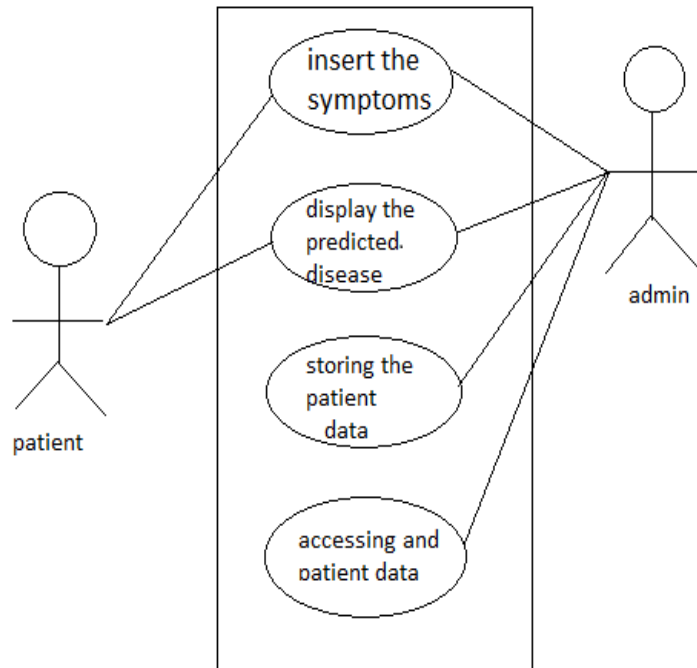 insert the
symptoms
display the
predicted.
disease
storing the
patient
data
accessing and
patient data
patient
admin